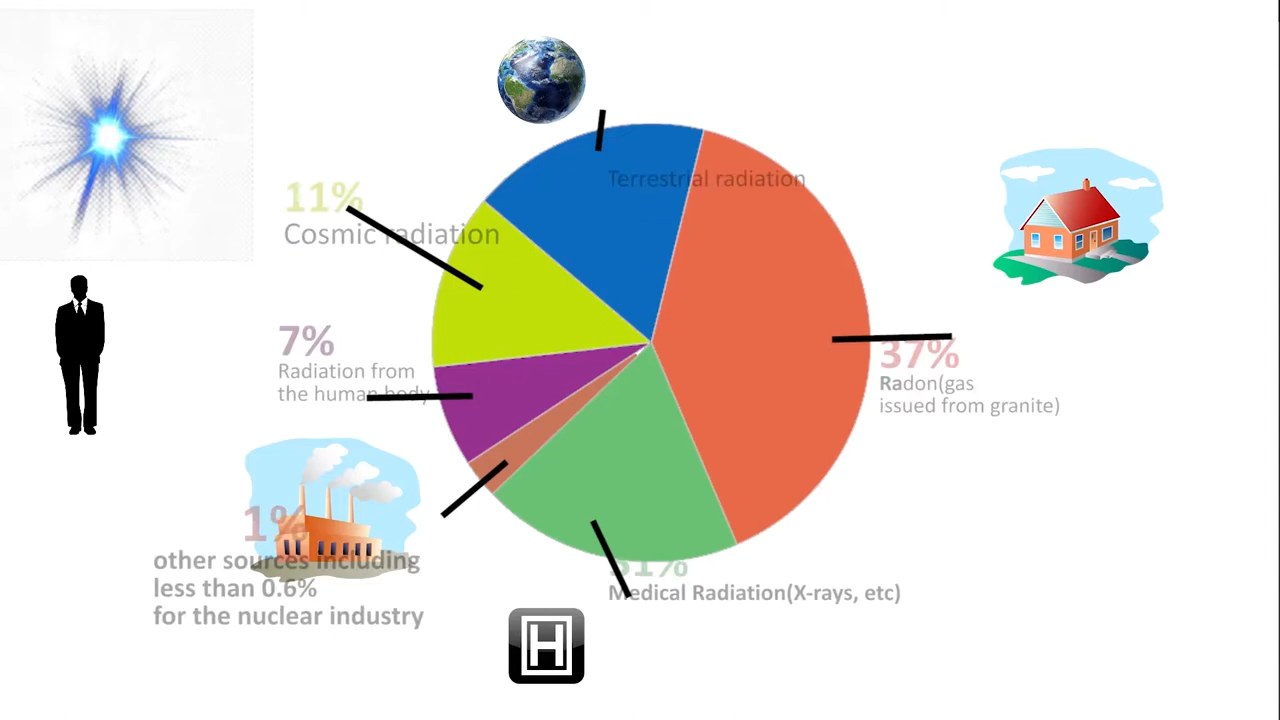 Terrestrial radiation
11%
Cosmic radiation
7%
Radiation from
the human body
37%
Radon(gas
issued from granite)
1%
other sources including
less than 0.6%
for the nuclear industry
Medical Radiation(X-rays, etc)
H